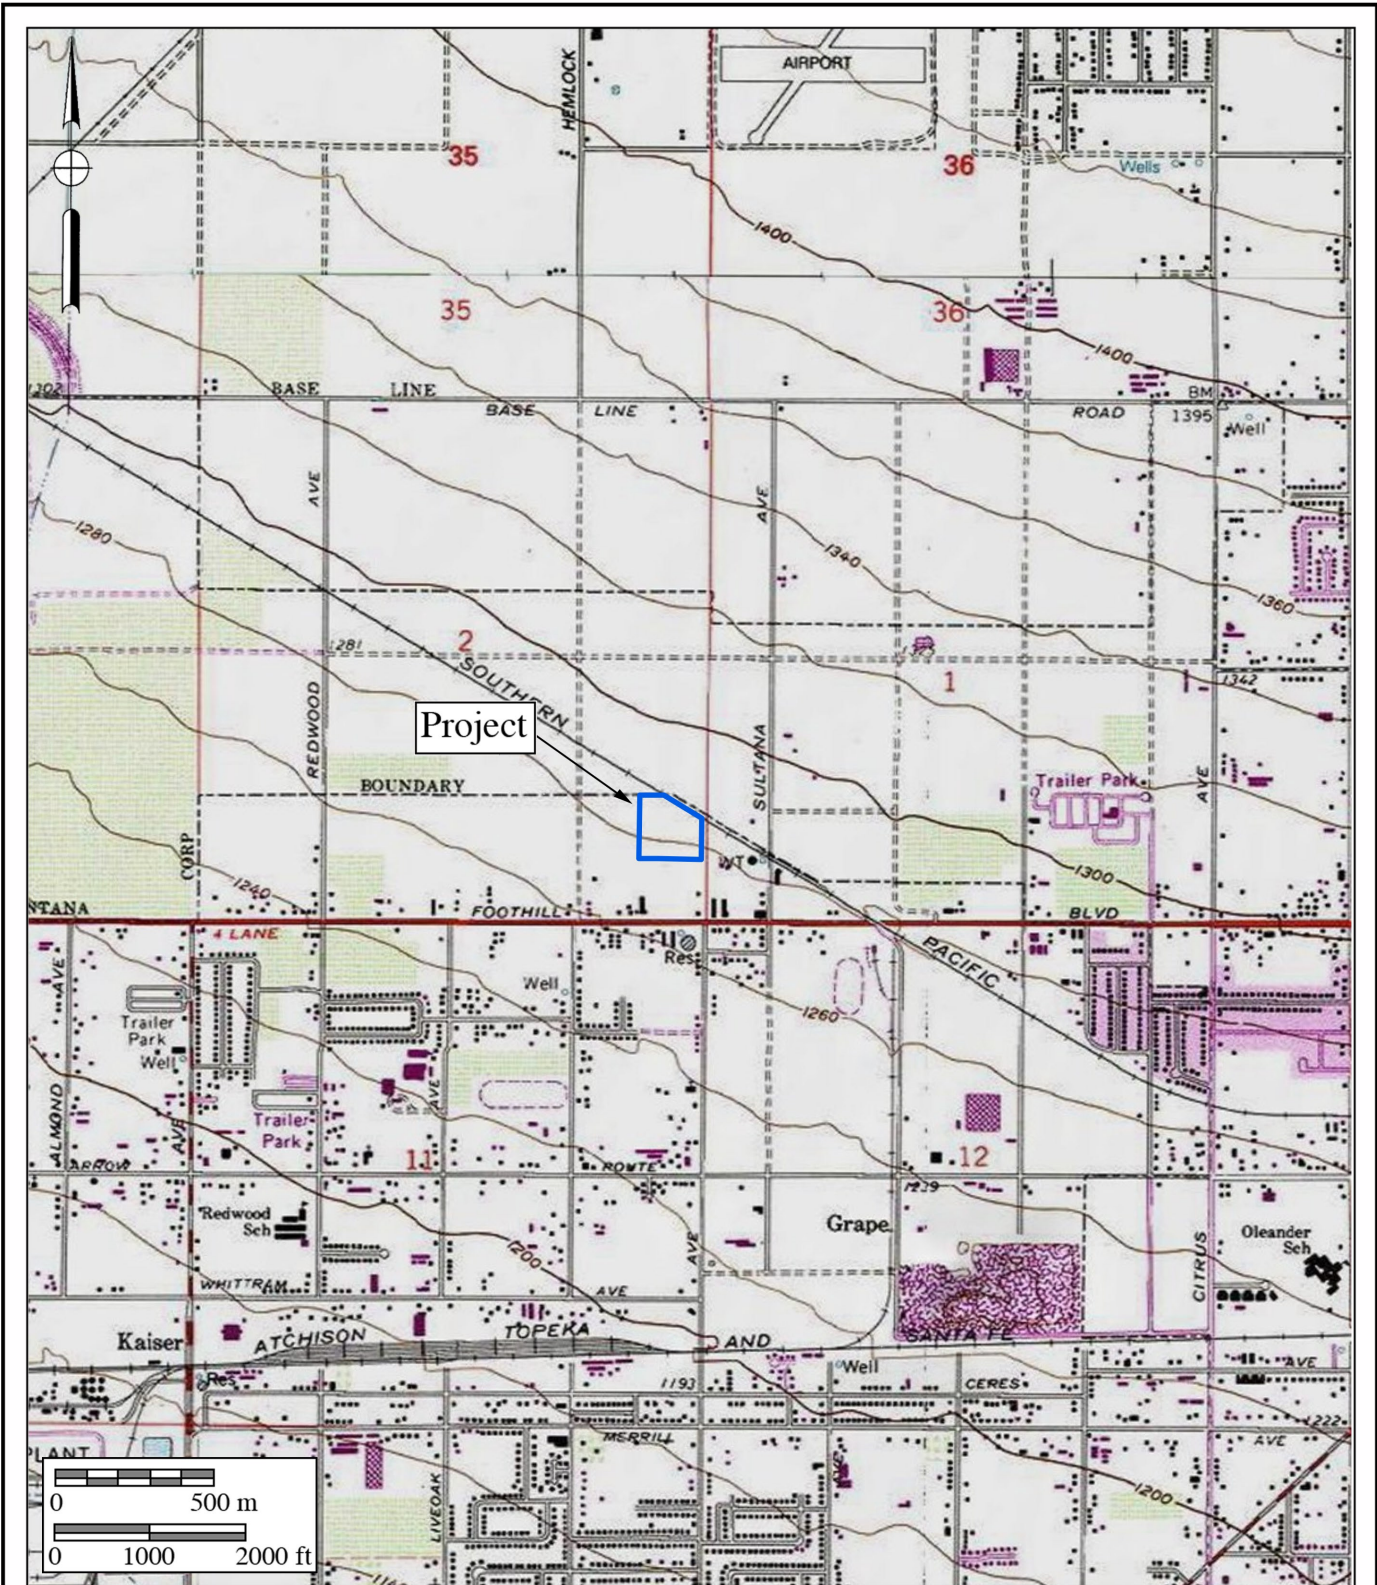 AIRPORT
HEMLOCK
35
36
Wells
1400
35
36
1400
1302
BASE LINE
BM
BASE LINE
ROAD
1395
Well
AVE
AVE
1280
1340
1360
2
1281
SOUTHERN
1
1342
REDWOOD
Project
SULTANA
BOUNDARY
Trailer Park
AVE
CORP
WT
1300
1240
NTANA
FOOTHILL
BLVD
4 LANE
PACIFIC
AVE
Res
Well
1260
Trailer
Park
Well
ALMOND
AVE
AVE
Trailer
Park
11
12
ARROW
ROUTE
1239
Redwood
Sch
Grape
Oleander
Sch
1200
AVE
CITRUS
WHITTRAM
AVE
Kaiser
ATCHISON
TOPEKA
AND
SANTA FE
Well
AVE
Res
1193
CERES
1222
MERRILL
AVE
PLANT
AVE
LIVEOAK
1200
0 500 m
0 1000 2000 ft